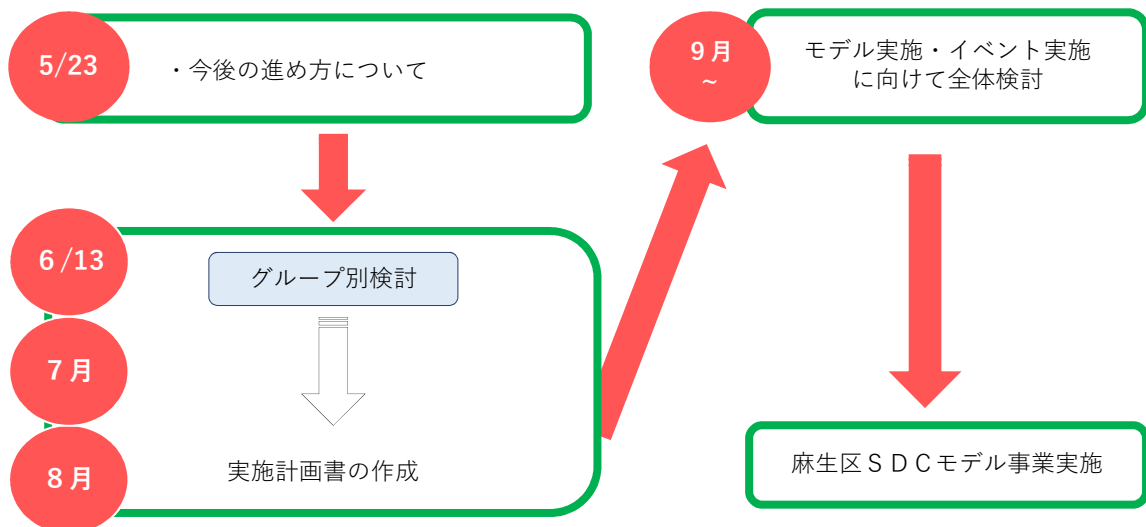 5/23
・今後の進め方について
6/13
グループ別検討
7月
8月
実施計画書の作成
9月
~
モデル実施・イベント実施
に向けて全体検討
麻生区ＳＤＣモデル事業実施